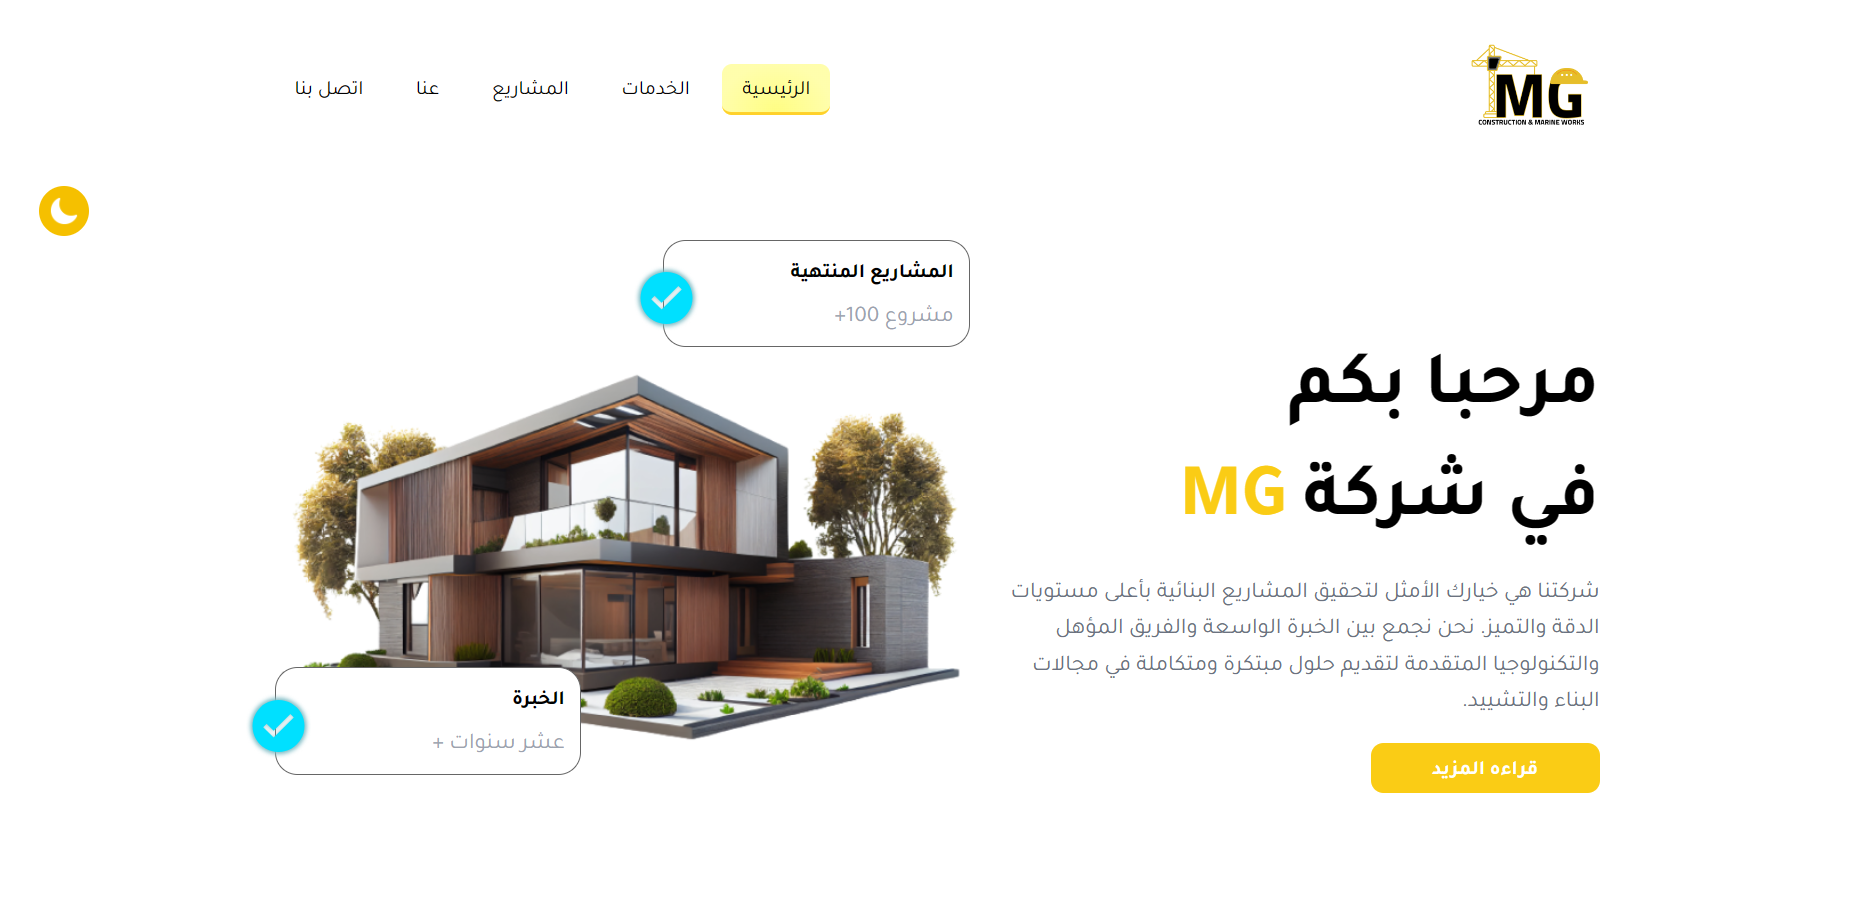 MG
CONSTRUCTION & MARINE WORKS
الرئيسية
الخدمات
المشاريع
عنا
اتصل بنا
المشاريع المنتهية
مشروع 100+
مرحبا بكم
في شركة MG
شركتنا هي خيارك الأمثل لتحقيق المشاريع البنائية بأعلى مستويات
الدقة والتميز. نحن نجمع بين الخبرة الواسعة والفريق المؤهل
والتكنولوجيا المتقدمة لتقديم حلول مبتكرة ومتكاملة في مجالات
البناء والتشييد.
قراءه المزيد
الخبرة
عشر سنوات +